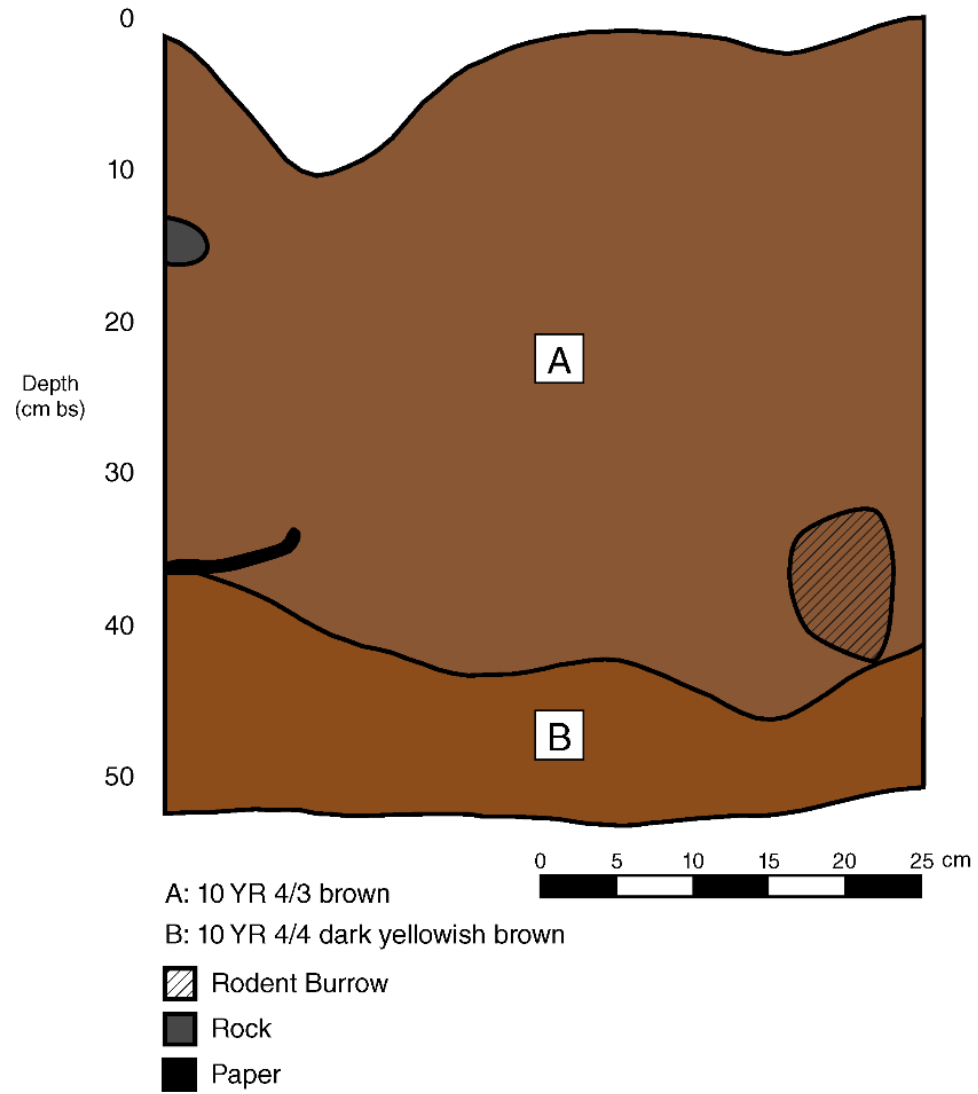 0
10
20
A
Depth
(cm bs)
30
40
B
50
0 5 10 15 20 25 cm
A: 10 YR 4/3 brown
B: 10 YR 4/4 dark yellowish brown
Rodent Burrow
Rock
Paper